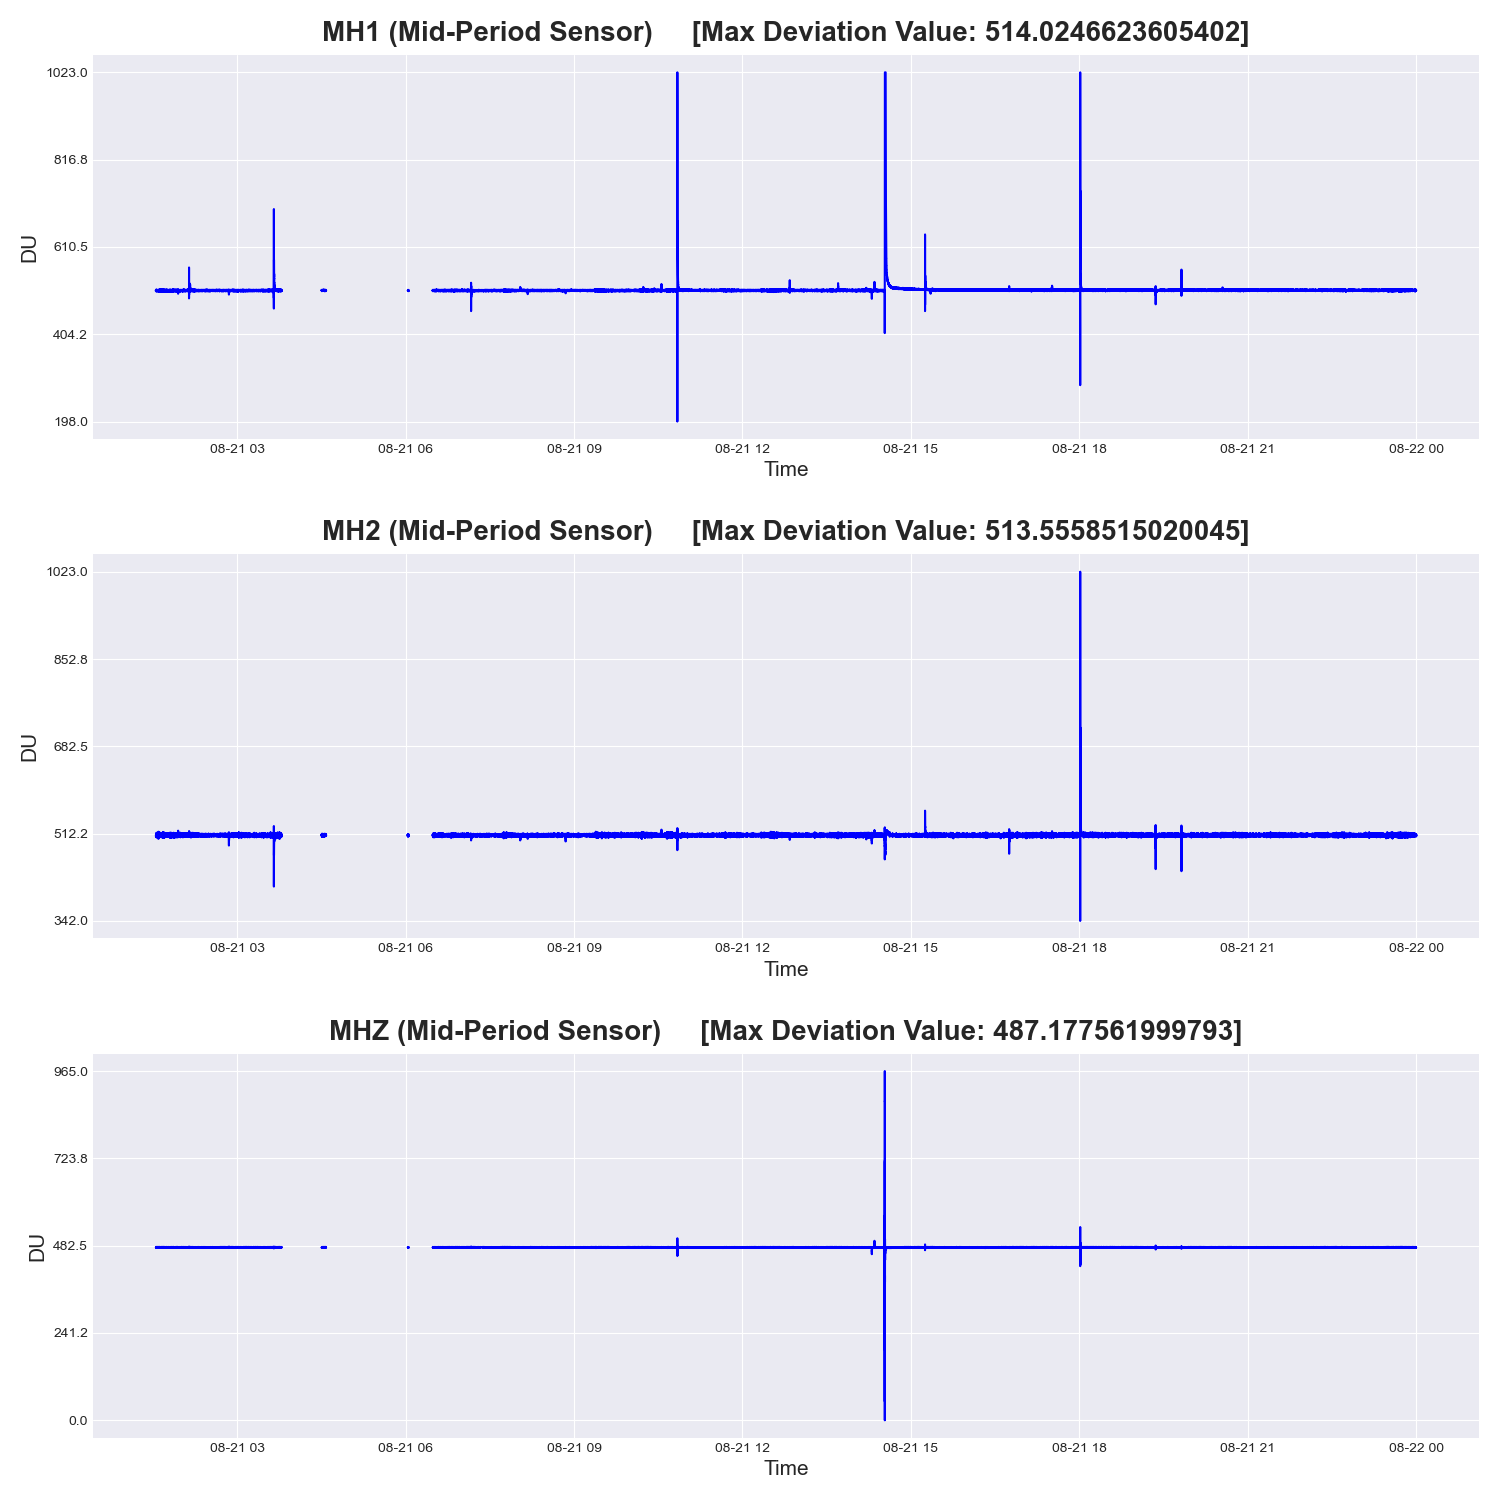 MH1 (Mid-Period Sensor) [Max Deviation Value: 514.0246623605402]
1023.0
816.8
610.5
404.2
198.0
DU
08-21 03 08-21 06 08-21 09 08-21 12 08-21 15 08-21 18 08-21 21 08-22 00
Time
MH2 (Mid-Period Sensor) [Max Deviation Value: 513.5558515020045]
1023.0
852.8
682.5
512.2
342.0
DU
08-21 03 08-21 06 08-21 09 08-21 12 08-21 15 08-21 18 08-21 21 08-22 00
Time
MHZ (Mid-Period Sensor) [Max Deviation Value: 487.177561999793]
965.0
723.8
482.5
241.2
0.0
DU
08-21 03 08-21 06 08-21 09 08-21 12 08-21 15 08-21 18 08-21 21 08-22 00
Time